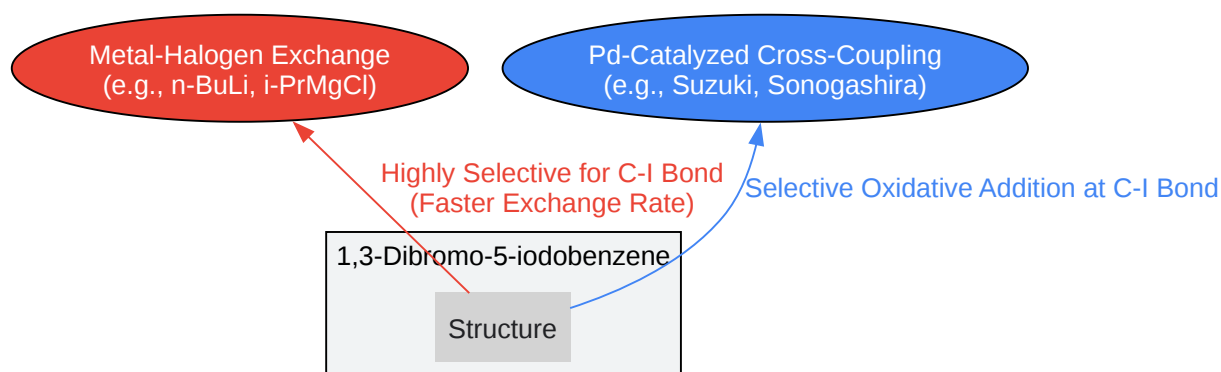 Metal-Halogen Exchange
(e.g., n-BuLi, i-PrMgCl)
Pd-Catalyzed Cross-Coupling
(e.g., Suzuki, Sonogashira)
Highly Selective for C-I Bond
(Faster Exchange Rate)
Selective Oxidative Addition at C-I Bond
1,3-Dibromo-5-iodobenzene
Structure